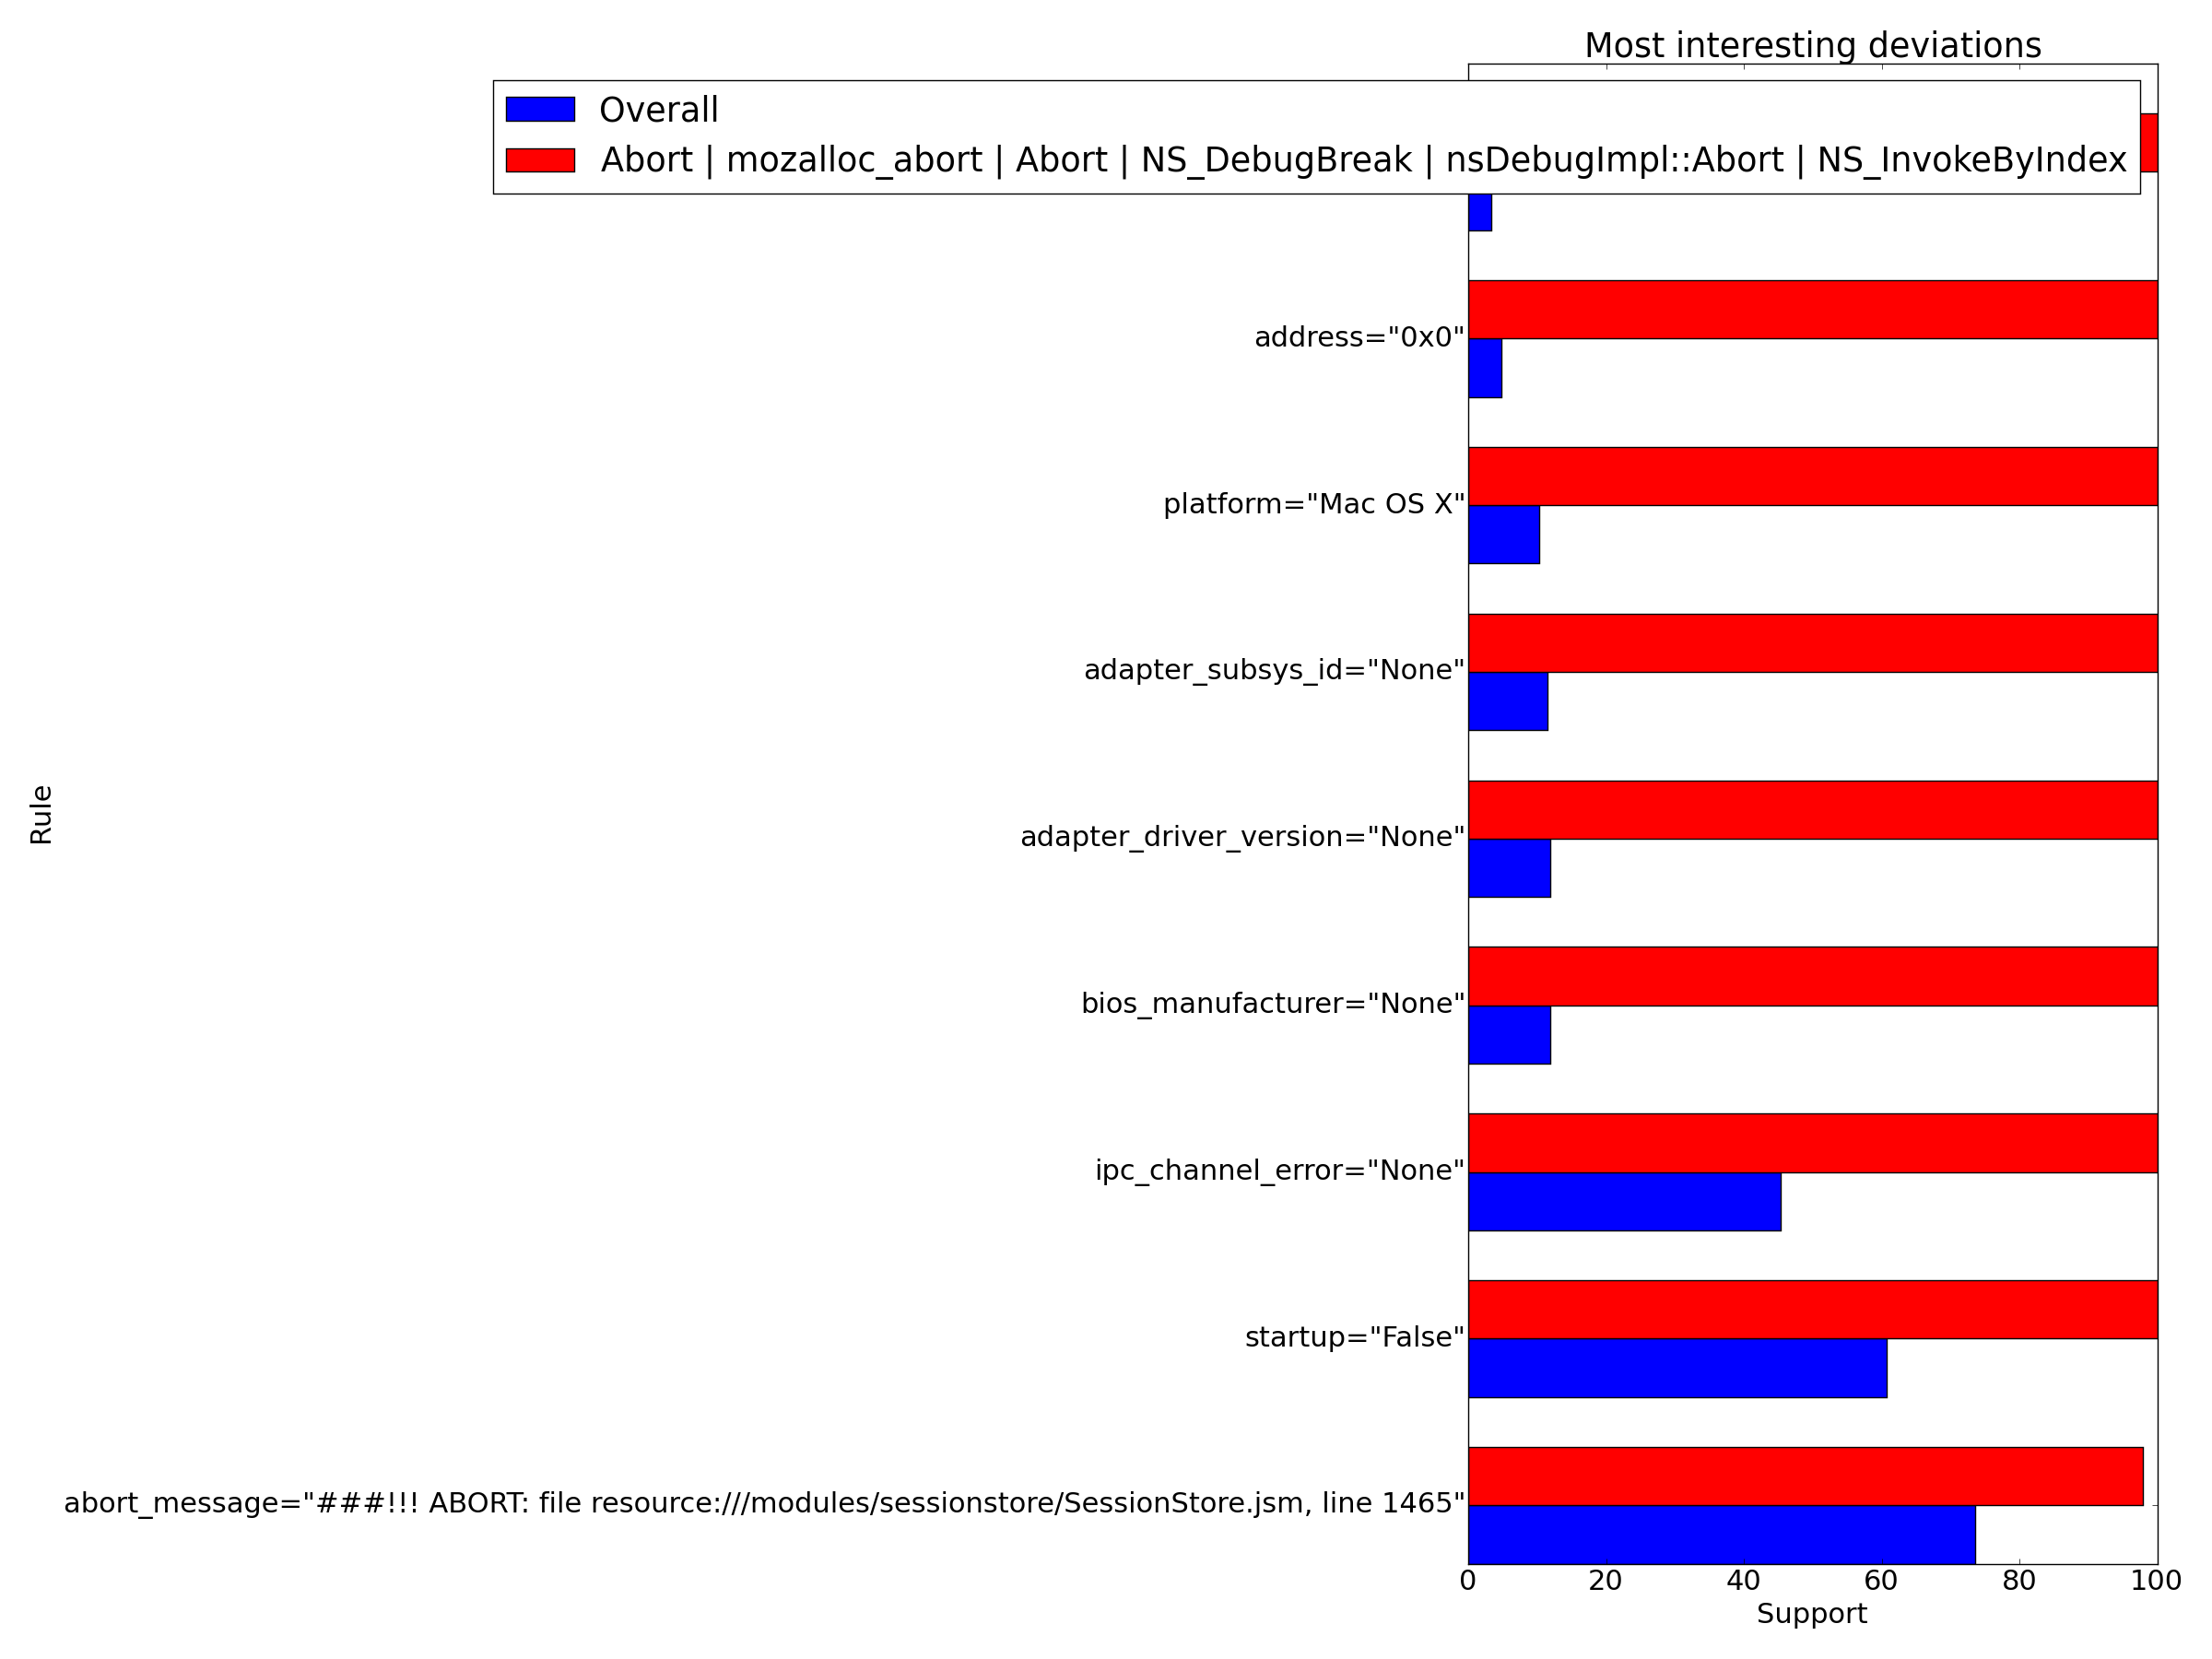 Most interesting deviations
Overall
Abort | mozalloc_abort | Abort | NS_DebugBreak | nsDebugImpl::Abort | NS_InvokeByIndex
address="0x0"
platform="Mac OS X"
adapter_subsys_id="None"
adapter_driver_version="None"
Rule
bios_manufacturer="None"
ipc_channel_error="None"
startup="False"
abort_message="###!!! ABORT: file resource:///modules/sessionstore/SessionStore.jsm, line 1465"
0 20 40 60 80 100
Support